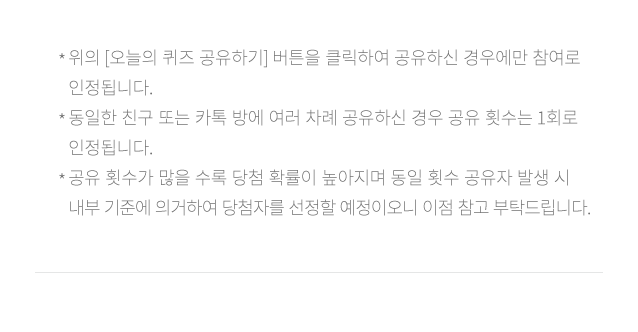 * 위의 [오늘의 퀴즈 공유하기] 버튼을 클릭하여 공유하신 경우에만 참여로
인정됩니다.
* 동일한 친구 또는 카톡 방에 여러 차례 공유하신 경우 공유 횟수는 1회로
인정됩니다.
* 공유 횟수가 많을 수록 당첨 확률이 높아지며 동일 횟수 공유자 발생 시
내부 기준에 의거하여 당첨자를 선정할 예정이오니 이점 참고 부탁드립니다.